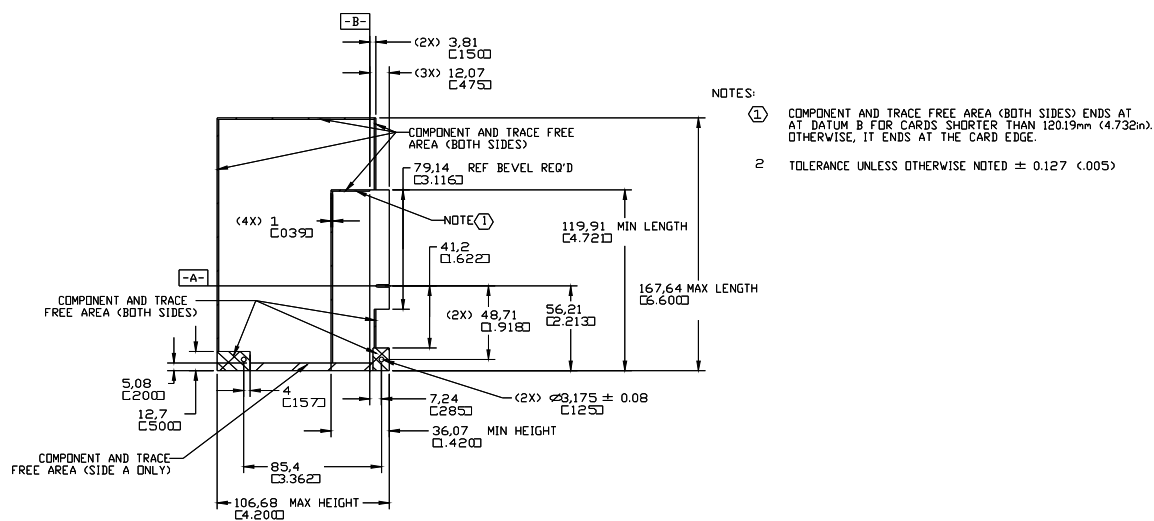 -B-
(2X) 3,81
[.150]
(3X) 12,07
[.475]
NOTES:
1 COMPONENT AND TRACE FREE AREA (BOTH SIDES) ENDS AT
AT DATUM B FOR CARDS SHORTER THAN 120.19mm (4.732in).
OTHERWISE, IT ENDS AT THE CARD EDGE.
2 TOLERANCE UNLESS OTHERWISE NOTED ± 0.127 (.005)
COMPONENT AND TRACE FREE
AREA (BOTH SIDES)
79,14 REF BEVEL REQ'D
[3.116]
(4X) 1
[.039]
NOTE 1
119,91 MIN LENGTH
[4.721]
41,2
[1.622]
-A-
167,64 MAX LENGTH
[6.600]
COMPONENT AND TRACE
FREE AREA (BOTH SIDES)
(2X) 48,71
[1.918]
56,21
[2.213]
5,08
[.200]
4
[.157]
7,24
[.285]
(2X) ⌀3,175 ± 0.08
[.125]
12,7
[.500]
36,07 MIN HEIGHT
[1.420]
COMPONENT AND TRACE
FREE AREA (SIDE A ONLY)
85,4
[3.362]
106,68 MAX HEIGHT
[4.200]